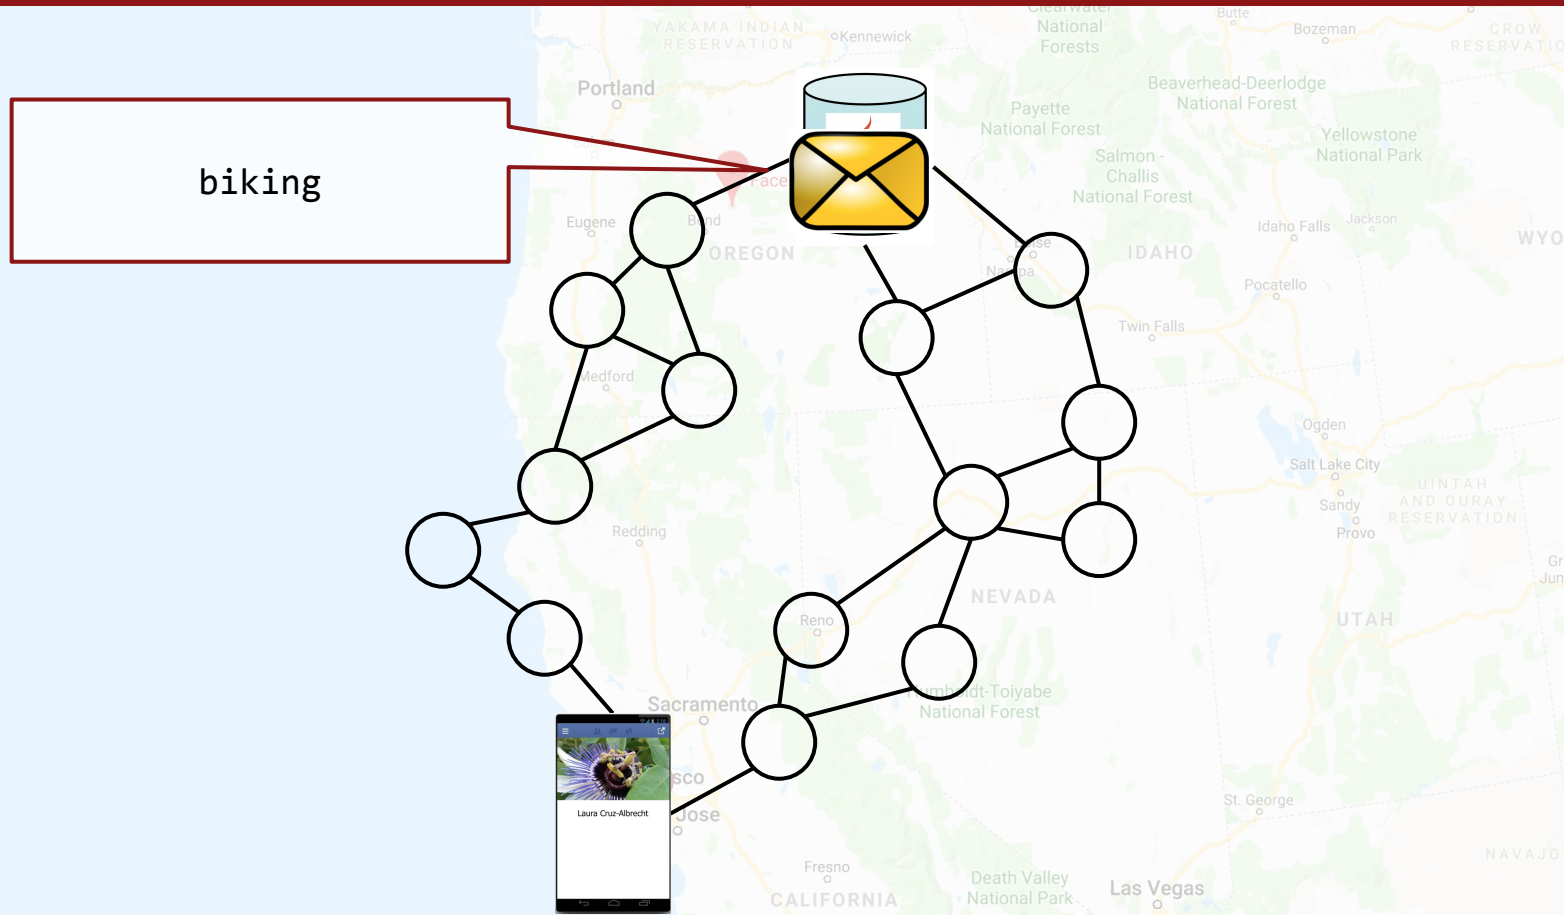 Clearwater
National
Forests
Butte
Bozeman
CROW
YAKAMA INDIAN
RESERVATION
Kennewick
Portland
Beaverhead-Deerlodge
National Forest
Payette
National Forest
Yellowstone
National Park
Salmon -
Challis
National Forest
biking
Eugene
OREGON
IDAHO
Idaho Falls
Jackson
Pocatello
Twin Falls
Medford
Ogden
Salt Lake City
Sandy
Provo
UINTAH
AND OURAY
RESERVATION
Redding
NEVADA
Reno
UTAH
Sacramento
National Forest
Laura Cruz-Albrecht
St. George
Fresno
CALIFORNIA
Death Valley
National Park
Las Vegas